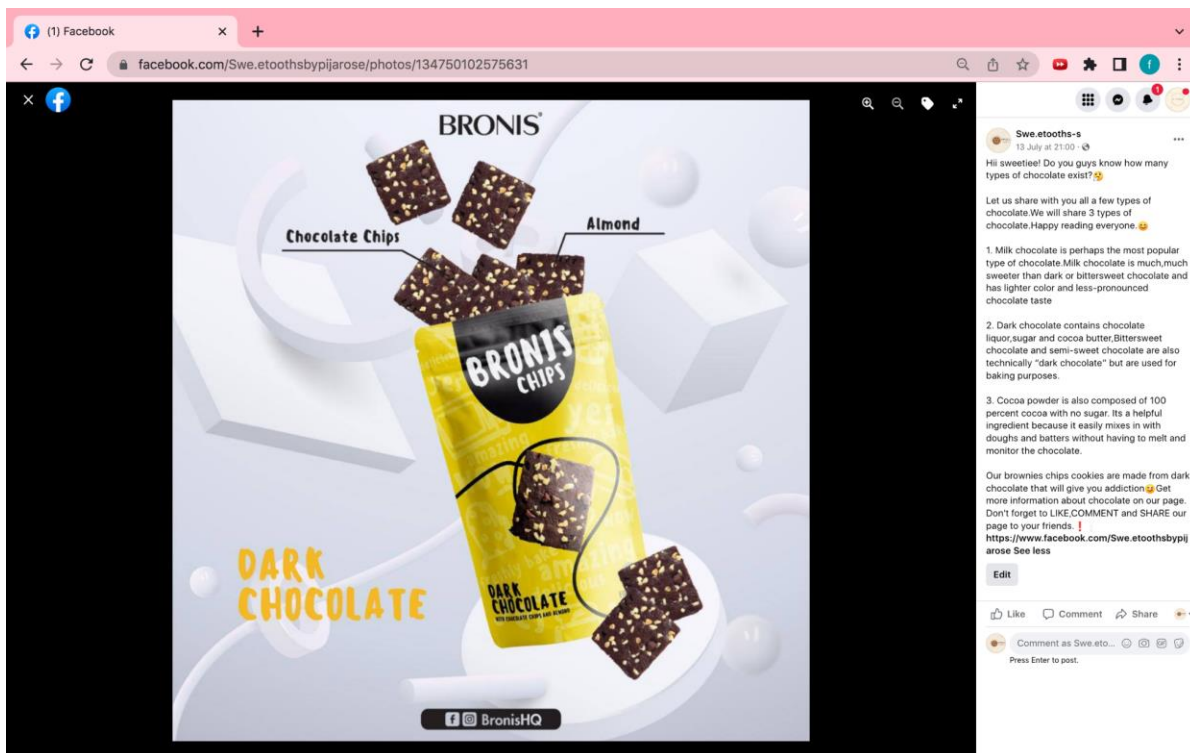 (1) Facebook
facebook.com/Swe.etoothsbypijarose/photos/134750102575631
f
1
BRONIS
Chocolate Chips
Almond
BRONIS
CHIPS
yes
amazing
DARK
CHOCOLATE
WITH CHOCOLATE CHIPS AND ALMOND
DARK
CHOCOLATE
BronisHQ
Swe.etooths-s
13 July at 21:00 ·
Hii sweetiee! Do you guys know how many
types of chocolate exist?🤔
Let us share with you all a few types of
chocolate.We will share 3 types of
chocolate.Happy reading everyone.😊
1. Milk chocolate is perhaps the most popular
type of chocolate.Milk chocolate is much,much
sweeter than dark or bittersweet chocolate and
has lighter color and less-pronounced
chocolate taste
2. Dark chocolate contains chocolate
liquor,sugar and cocoa butter,Bittersweet
chocolate and semi-sweet chocolate are also
technically "dark chocolate" but are used for
baking purposes.
3. Cocoa powder is also composed of 100
percent cocoa with no sugar. Its a helpful
ingredient because it easily mixes in with
doughs and batters without having to melt and
monitor the chocolate.
Our brownies chips cookies are made from dark
chocolate that will give you addiction😋Get
more information about chocolate on our page.
Don't forget to LIKE,COMMENT and SHARE our
page to your friends.❗
https://www.facebook.com/Swe.etoothsbypij
arose See less
Edit
Like Comment Share
Comment as Swe.eto...
Press Enter to post.